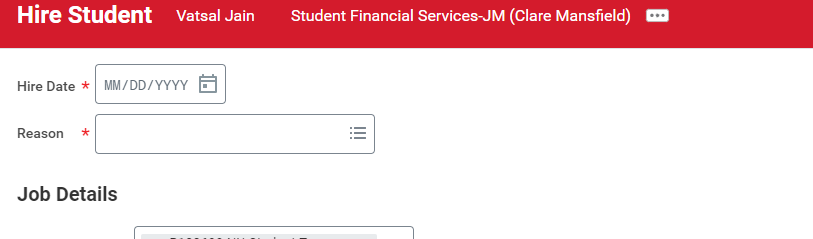 Hire Student Vatsal Jain Student Financial Services-JM (Clare Mansfield)
Hire Date * MM/DD/YYYY
Reason *
Job Details